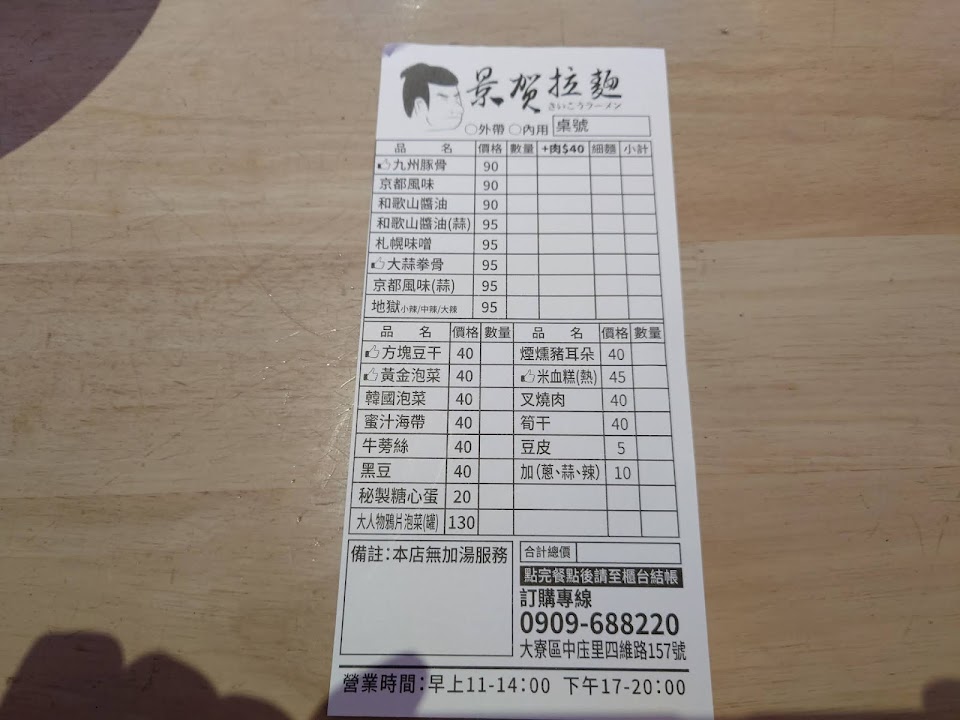 景賀拉麵
さいこうラーメン
○外帶 ○內用 桌號
品名 價格 數量 +肉$40 細麵 小計
九州豚骨 90
京都風味 90
和歌山醬油 90
和歌山醬油(蒜) 95
札幌味噌 95
大蒜拳骨 95
京都風味(蒜) 95
地獄小辣/中辣/大辣 95
品名 價格 數量 品名 價格 數量
方塊豆干 40 煙燻豬耳朵 40
黃金泡菜 40 米血糕(熱) 45
韓國泡菜 40 叉燒肉 40
蜜汁海帶 40 筍干 40
牛蒡絲 40 豆皮 5
黑豆 40 加(蔥、蒜、辣) 10
秘製糖心蛋 20
大人物鴉片泡菜(罐) 130
備註:本店無加湯服務
合計總價
點完餐點後請至櫃台結帳
訂購專線
0909-688220
大寮區中庄里四維路157號
營業時間:早上11-14:00 下午17-20:00